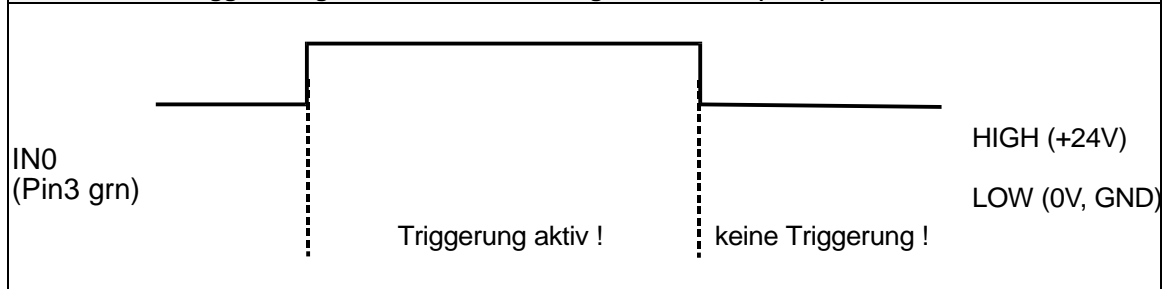 IN0
(Pin3 grn)
HIGH (+24V)
LOW (0V, GND)
Triggerung aktiv !
keine Triggerung !